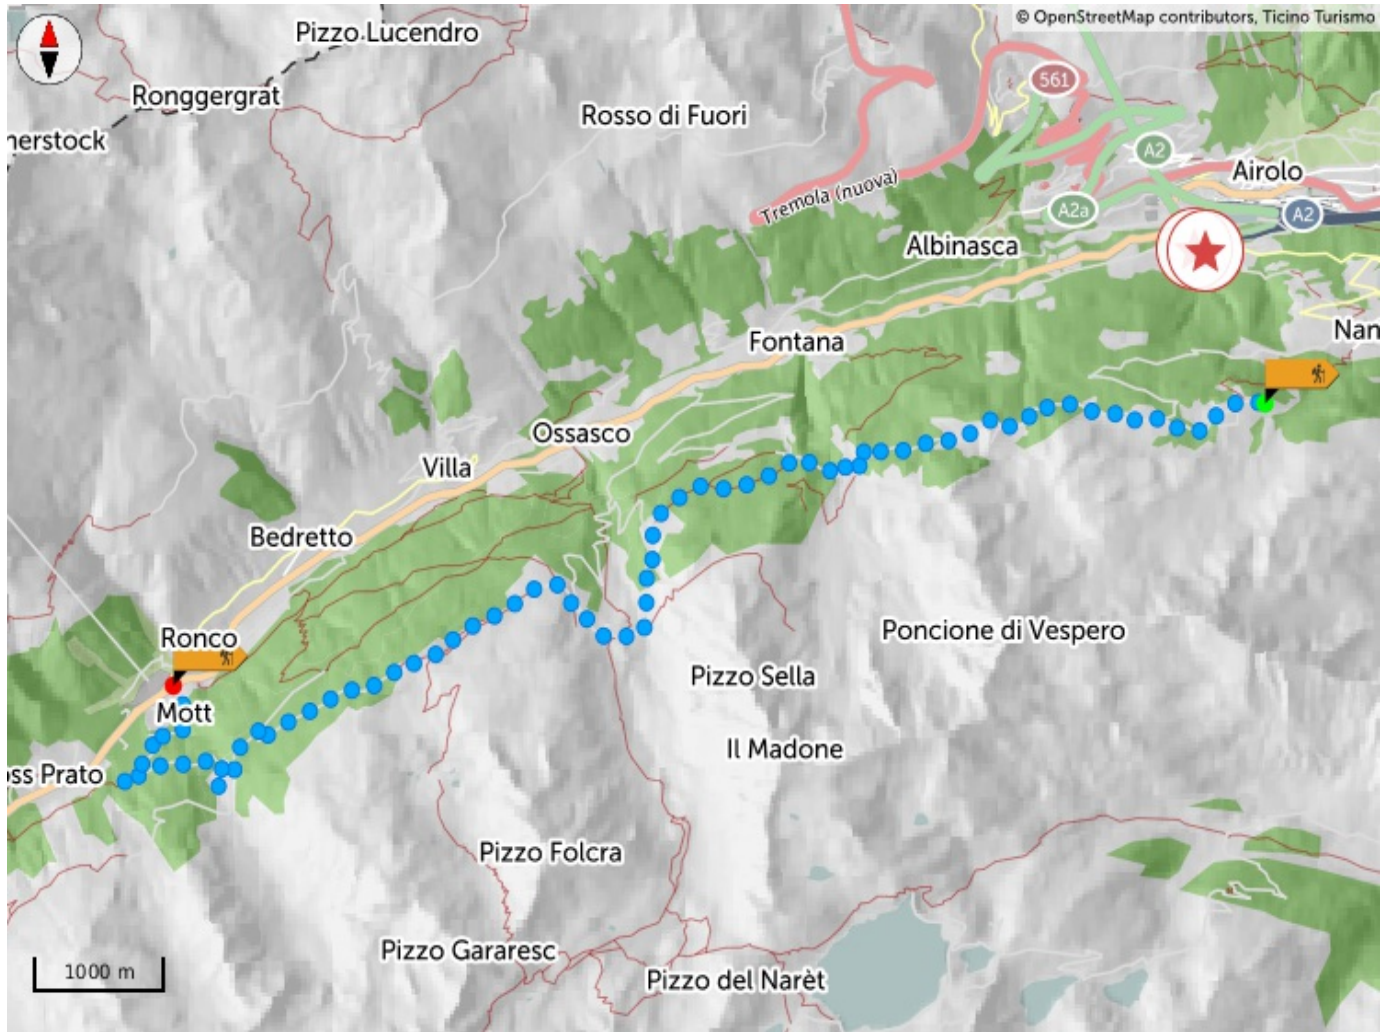 © OpenStreetMap contributors, Ticino Turismo
Pizzo Lucendro
561
Ronggergrat
Rosso di Fuori
nerstock
A2
Airolo
Tremola (nuova)
A2a
A2
Albinasca
Nan
Fontana
Ossasco
Villa
Bedretto
Ronco
Poncione di Vespero
Pizzo Sella
Mott
Il Madone
oss Prato
Pizzo Folcra
Pizzo Gararesc
1000 m
Pizzo del Narèt